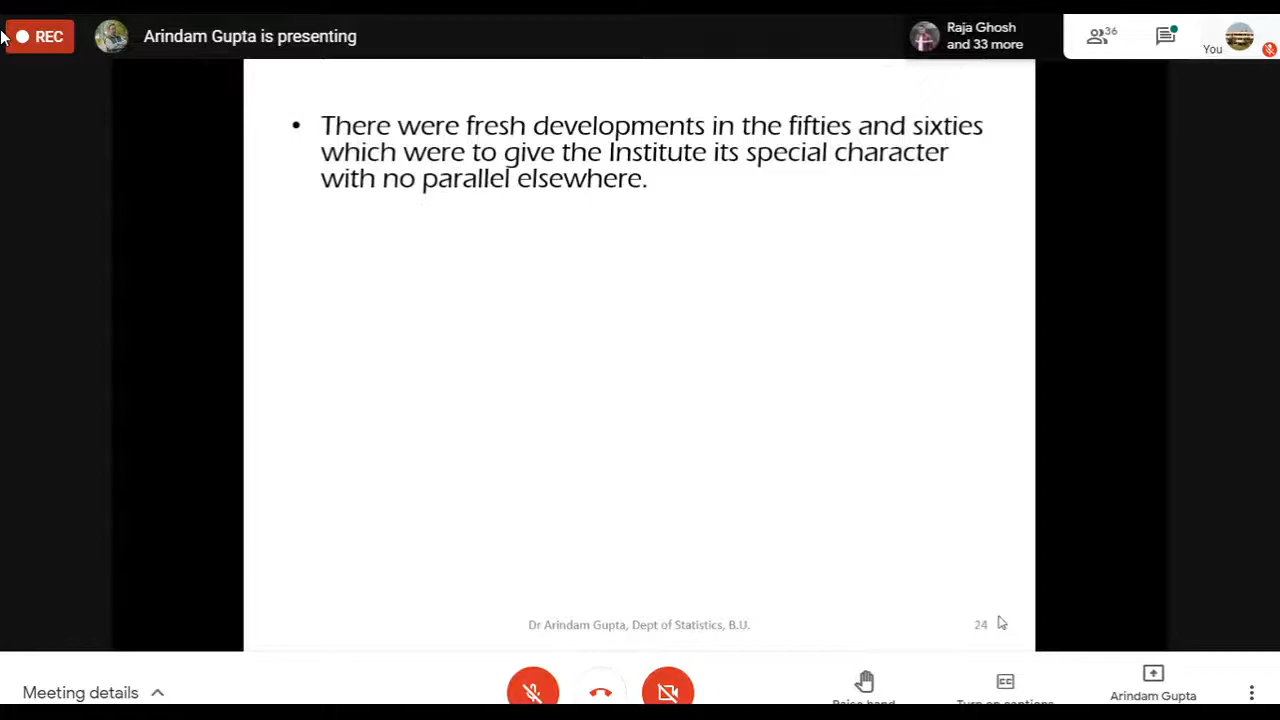 REC
Arindam Gupta is presenting
Raja Ghosh
and 33 more
36
You
• There were fresh developments in the fifties and sixties
which were to give the Institute its special character
with no parallel elsewhere.
Dr Arindam Gupta, Dept of Statistics, B.U.
24
Meeting details
Raise hand
Turn on captions
Arindam Gupta